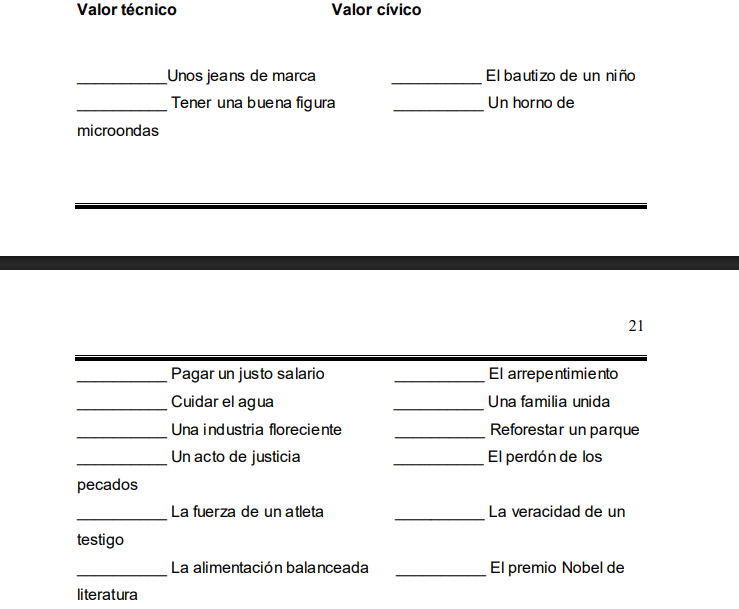 Valor técnico Valor cívico
__________Unos jeans de marca __________ El bautizo de un niño
__________ Tener una buena figura __________ Un horno de
microondas
21
__________ Pagar un justo salario __________ El arrepentimiento
__________ Cuidar el agua __________ Una familia unida
__________ Una industria floreciente __________ Reforestar un parque
__________ Un acto de justicia __________ El perdón de los
pecados
__________ La fuerza de un atleta __________ La veracidad de un
testigo
__________ La alimentación balanceada __________ El premio Nobel de
literatura